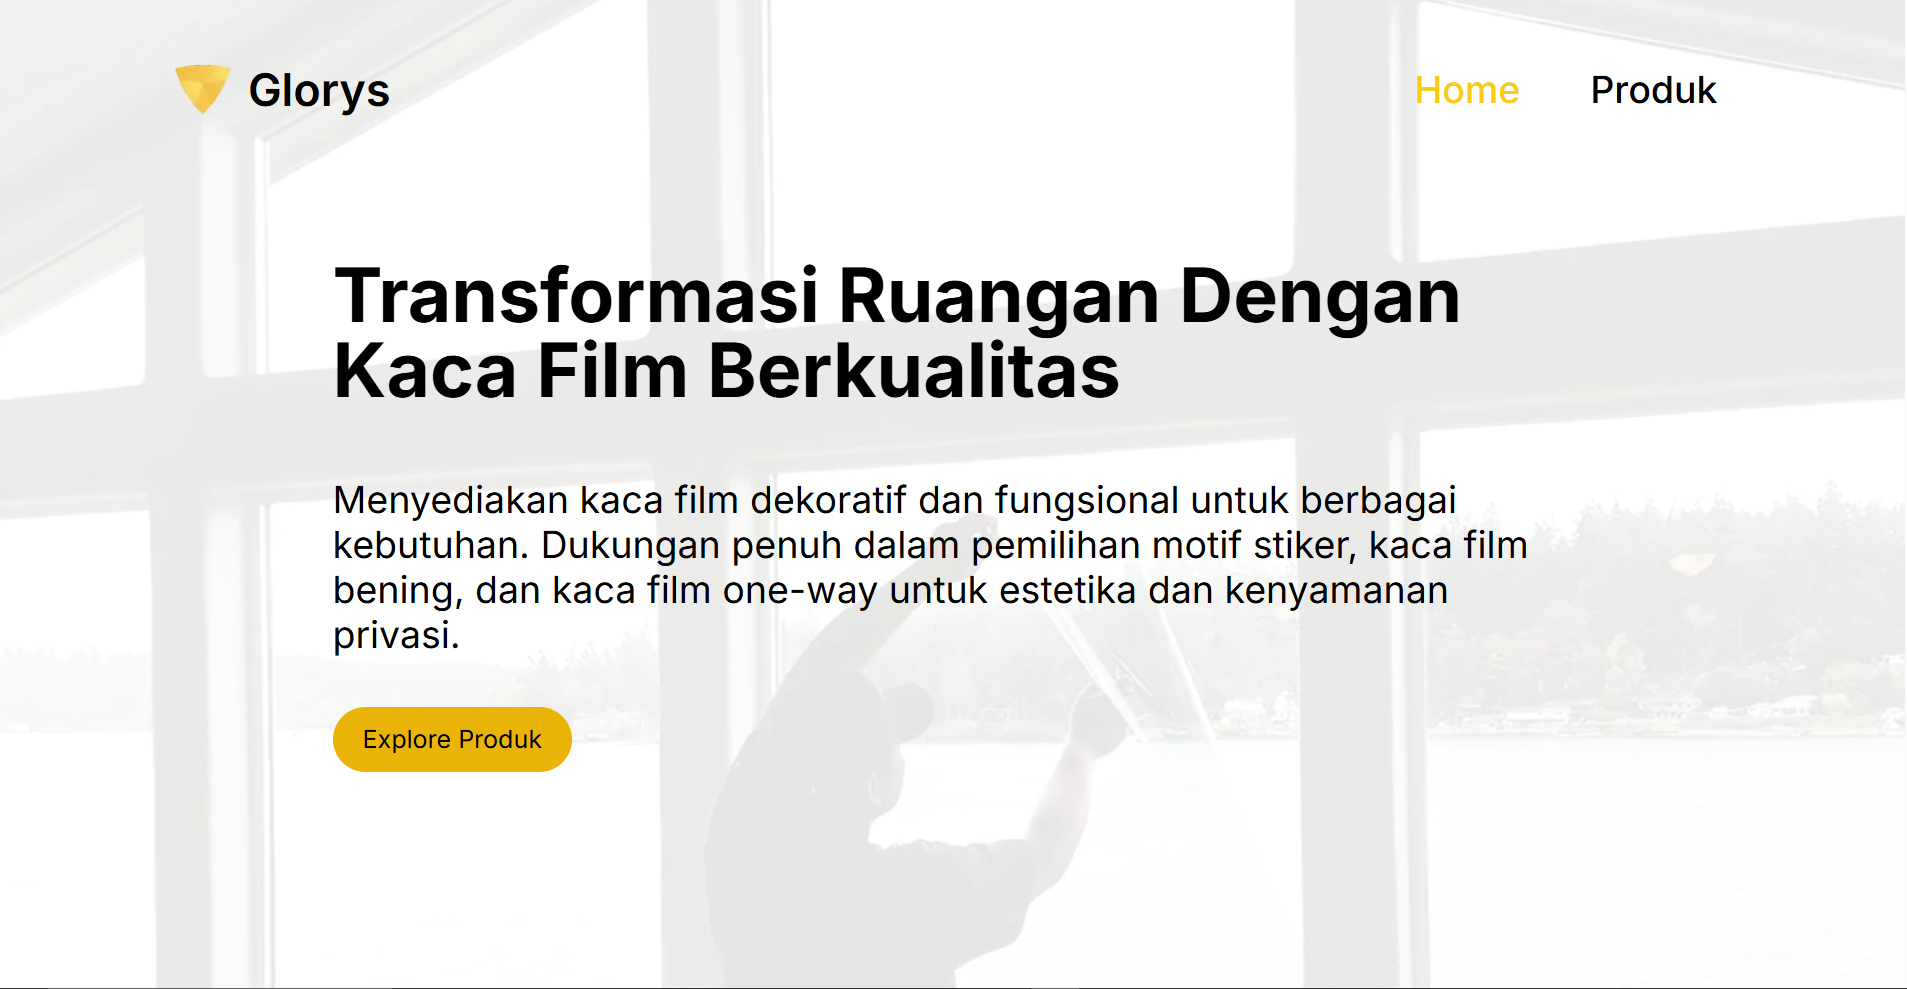 Glorys
Home
Produk
Transformasi Ruangan Dengan
Kaca Film Berkualitas
Menyediakan kaca film dekoratif dan fungsional untuk berbagai
kebutuhan. Dukungan penuh dalam pemilihan motif stiker, kaca film
bening, dan kaca film one-way untuk estetika dan kenyamanan
privasi.
Explore Produk